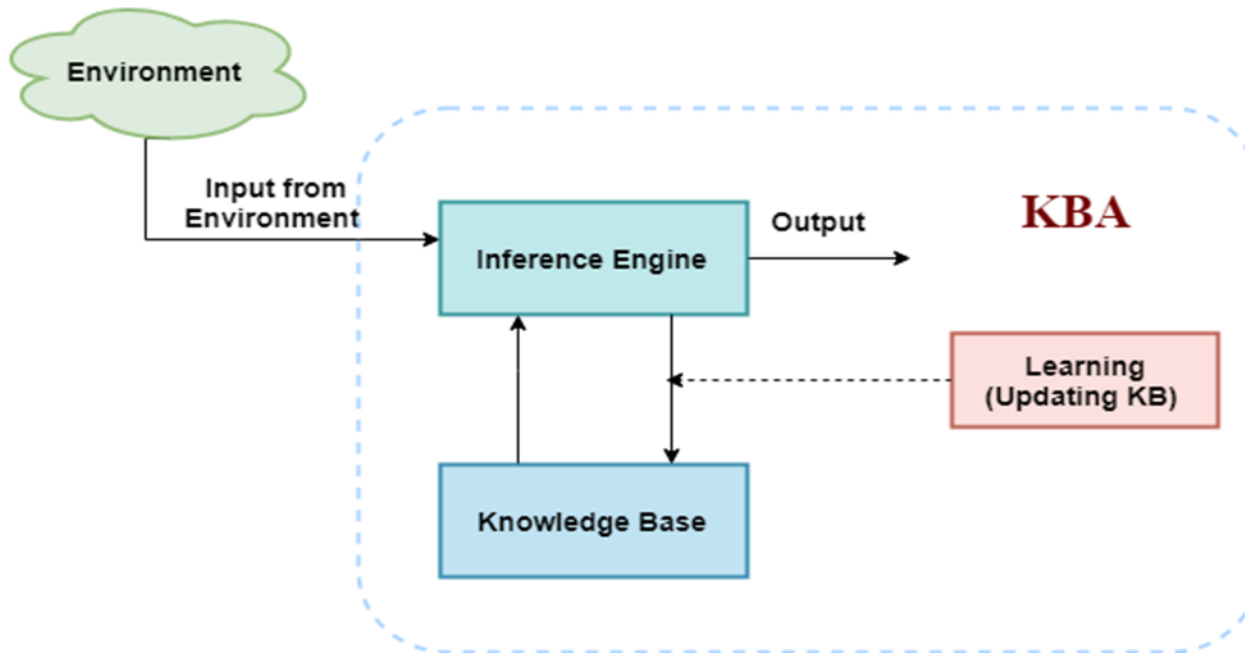 Environment
Input from
Environment
Inference Engine
Output
KBA
Learning
(Updating KB)
Knowledge Base